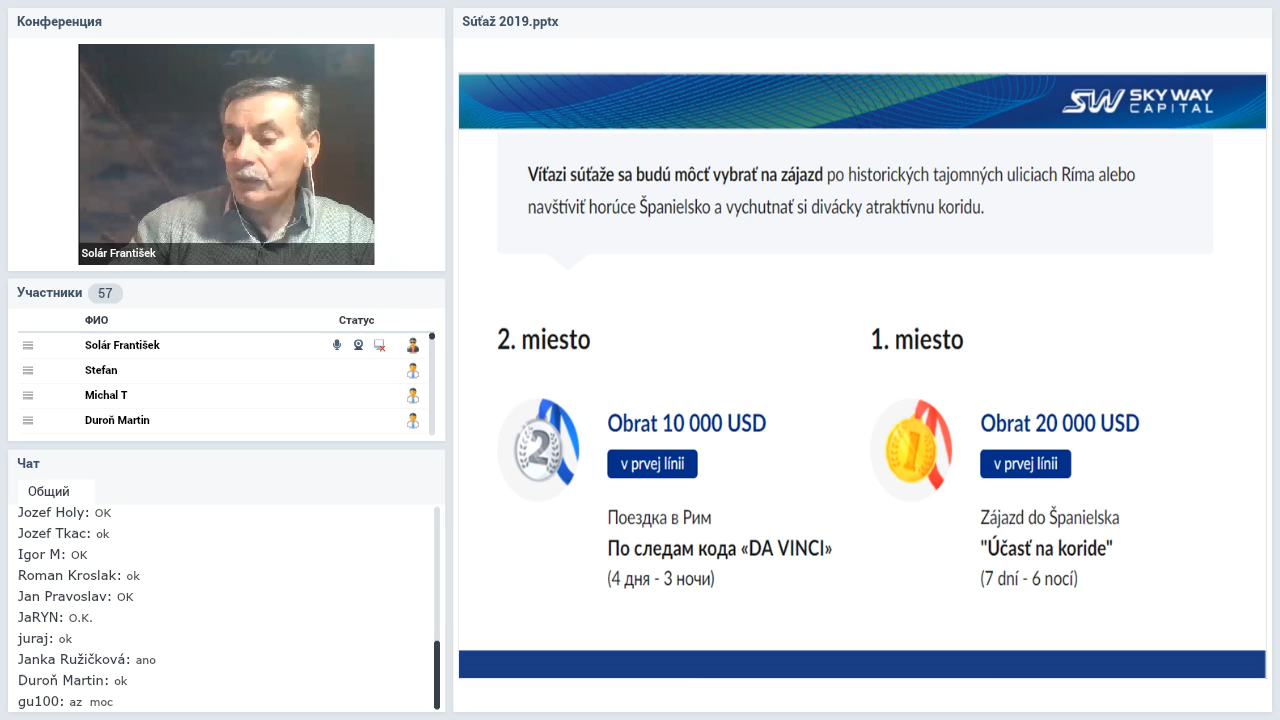 Конференция
Solár František
Участники 57
ФИО Статус
Solár František
Stefan
Michal T
Duroň Martin
Чат
Общий
Jozef Holy: OK
Jozef Tkac: ok
Igor M: OK
Roman Kroslak: ok
Jan Pravoslav: OK
JaRYN: O.K.
juraj: ok
Janka Ružičková: ano
Duroň Martin: ok
gu100: az moc
Súťaž 2019.pptx
SW SKY WAY
CAPITAL
Víťazi súťaže sa budú môcť vybrať na zájazd po historických tajomných uliciach Ríma alebo
navštíviť horúce Španielsko a vychutnať si divácky atraktívnu koridu.
2. miesto
2
Obrat 10 000 USD
v prvej línii
Поездка в Рим
По следам кода «DA VINCI»
(4 дня - 3 ночи)
1. miesto
1
Obrat 20 000 USD
v prvej línii
Zájazd do Španielska
"Účasť na koride"
(7 dní - 6 nocí)